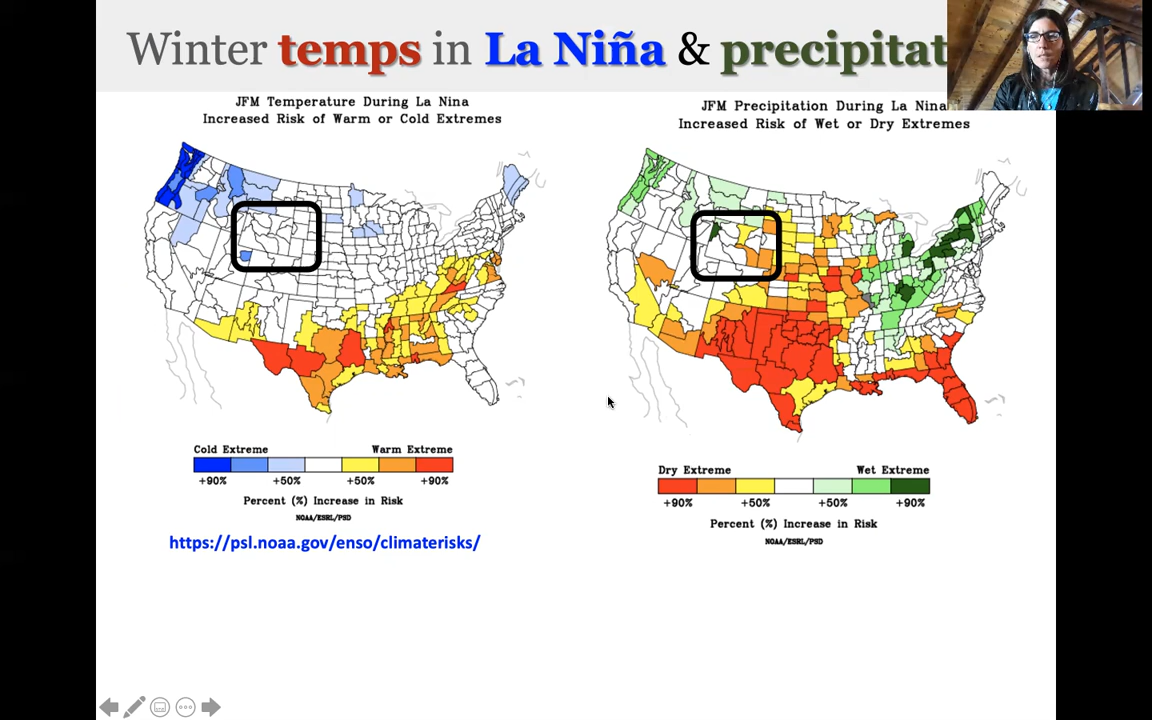 Winter temps in La Niña & precipitat
JFM Temperature During La Nina
Increased Risk of Warm or Cold Extremes
JFM Precipitation During La Nina
Increased Risk of Wet or Dry Extremes
Cold Extreme Warm Extreme
+90% +50% +50% +90%
Percent (%) Increase in Risk
NOAA/ESRL/PSD
https://psl.noaa.gov/enso/climaterisks/
Dry Extreme Wet Extreme
+90% +50% +50% +90%
Percent (%) Increase in Risk
NOAA/ESRL/PSD